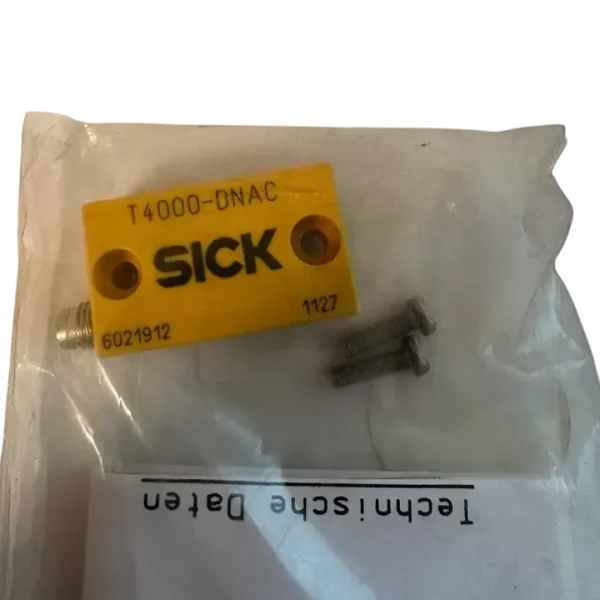 T4000-DNAC
SICK
1127
6021912
Technische Daten